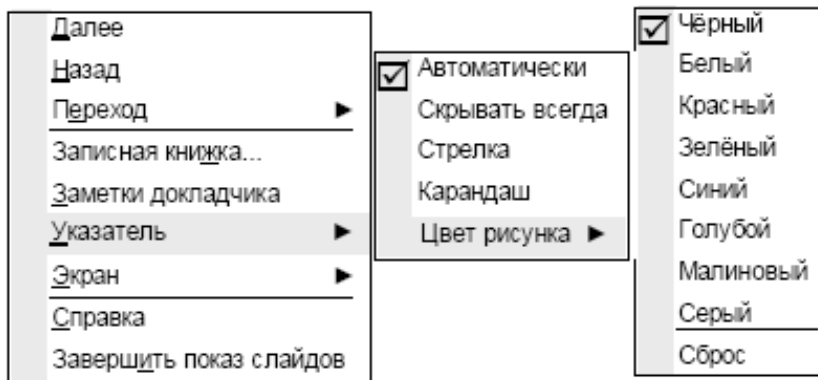 Далее
Назад
Переход
Записная книжка...
Заметки докладчика
Указатель
Экран
Справка
Завершить показ слайдов
Автоматически
Скрывать всегда
Стрелка
Карандаш
Цвет рисунка
Чёрный
Белый
Красный
Зелёный
Синий
Голубой
Малиновый
Серый
Сброс